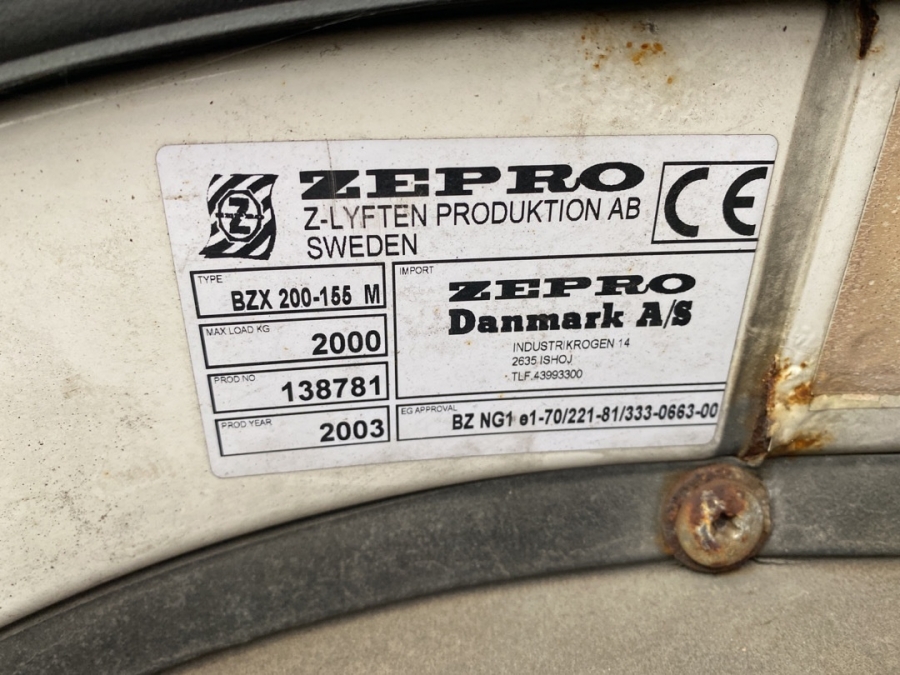 Z
ZEPRO
Z-LYFTEN PRODUKTION AB
SWEDEN
CE
TYPE
BZX 200-155 M
MAX LOAD KG
2000
PROD NO
138781
PROD YEAR
2003
IMPORT
ZEPRO
Danmark A/S
INDUSTRIKROGEN 14
2635 ISHOJ
TLF.43993300
EG APPROVAL
BZ NG1 e1-70/221-81/333-0663-00